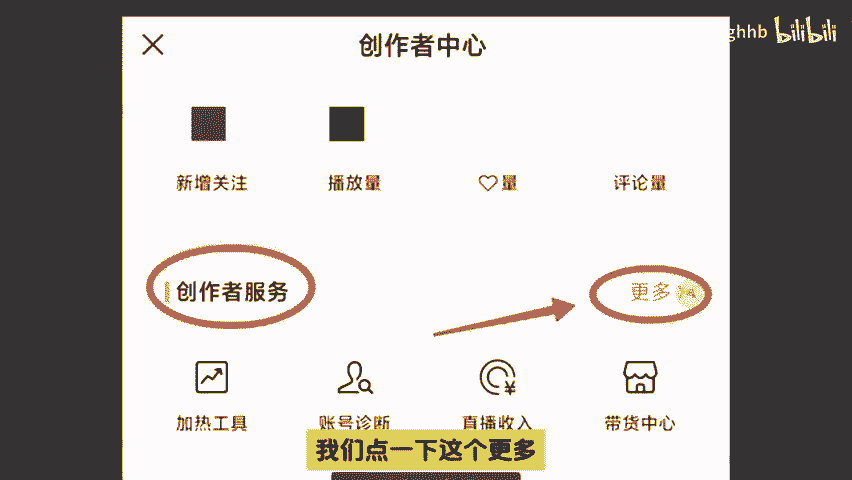 ghhb bilibili
创作者中心
新增关注 播放量 ♡量 评论量
创作者服务 更多
加热工具 账号诊断 直播收入 带货中心
我们点一下这个更多